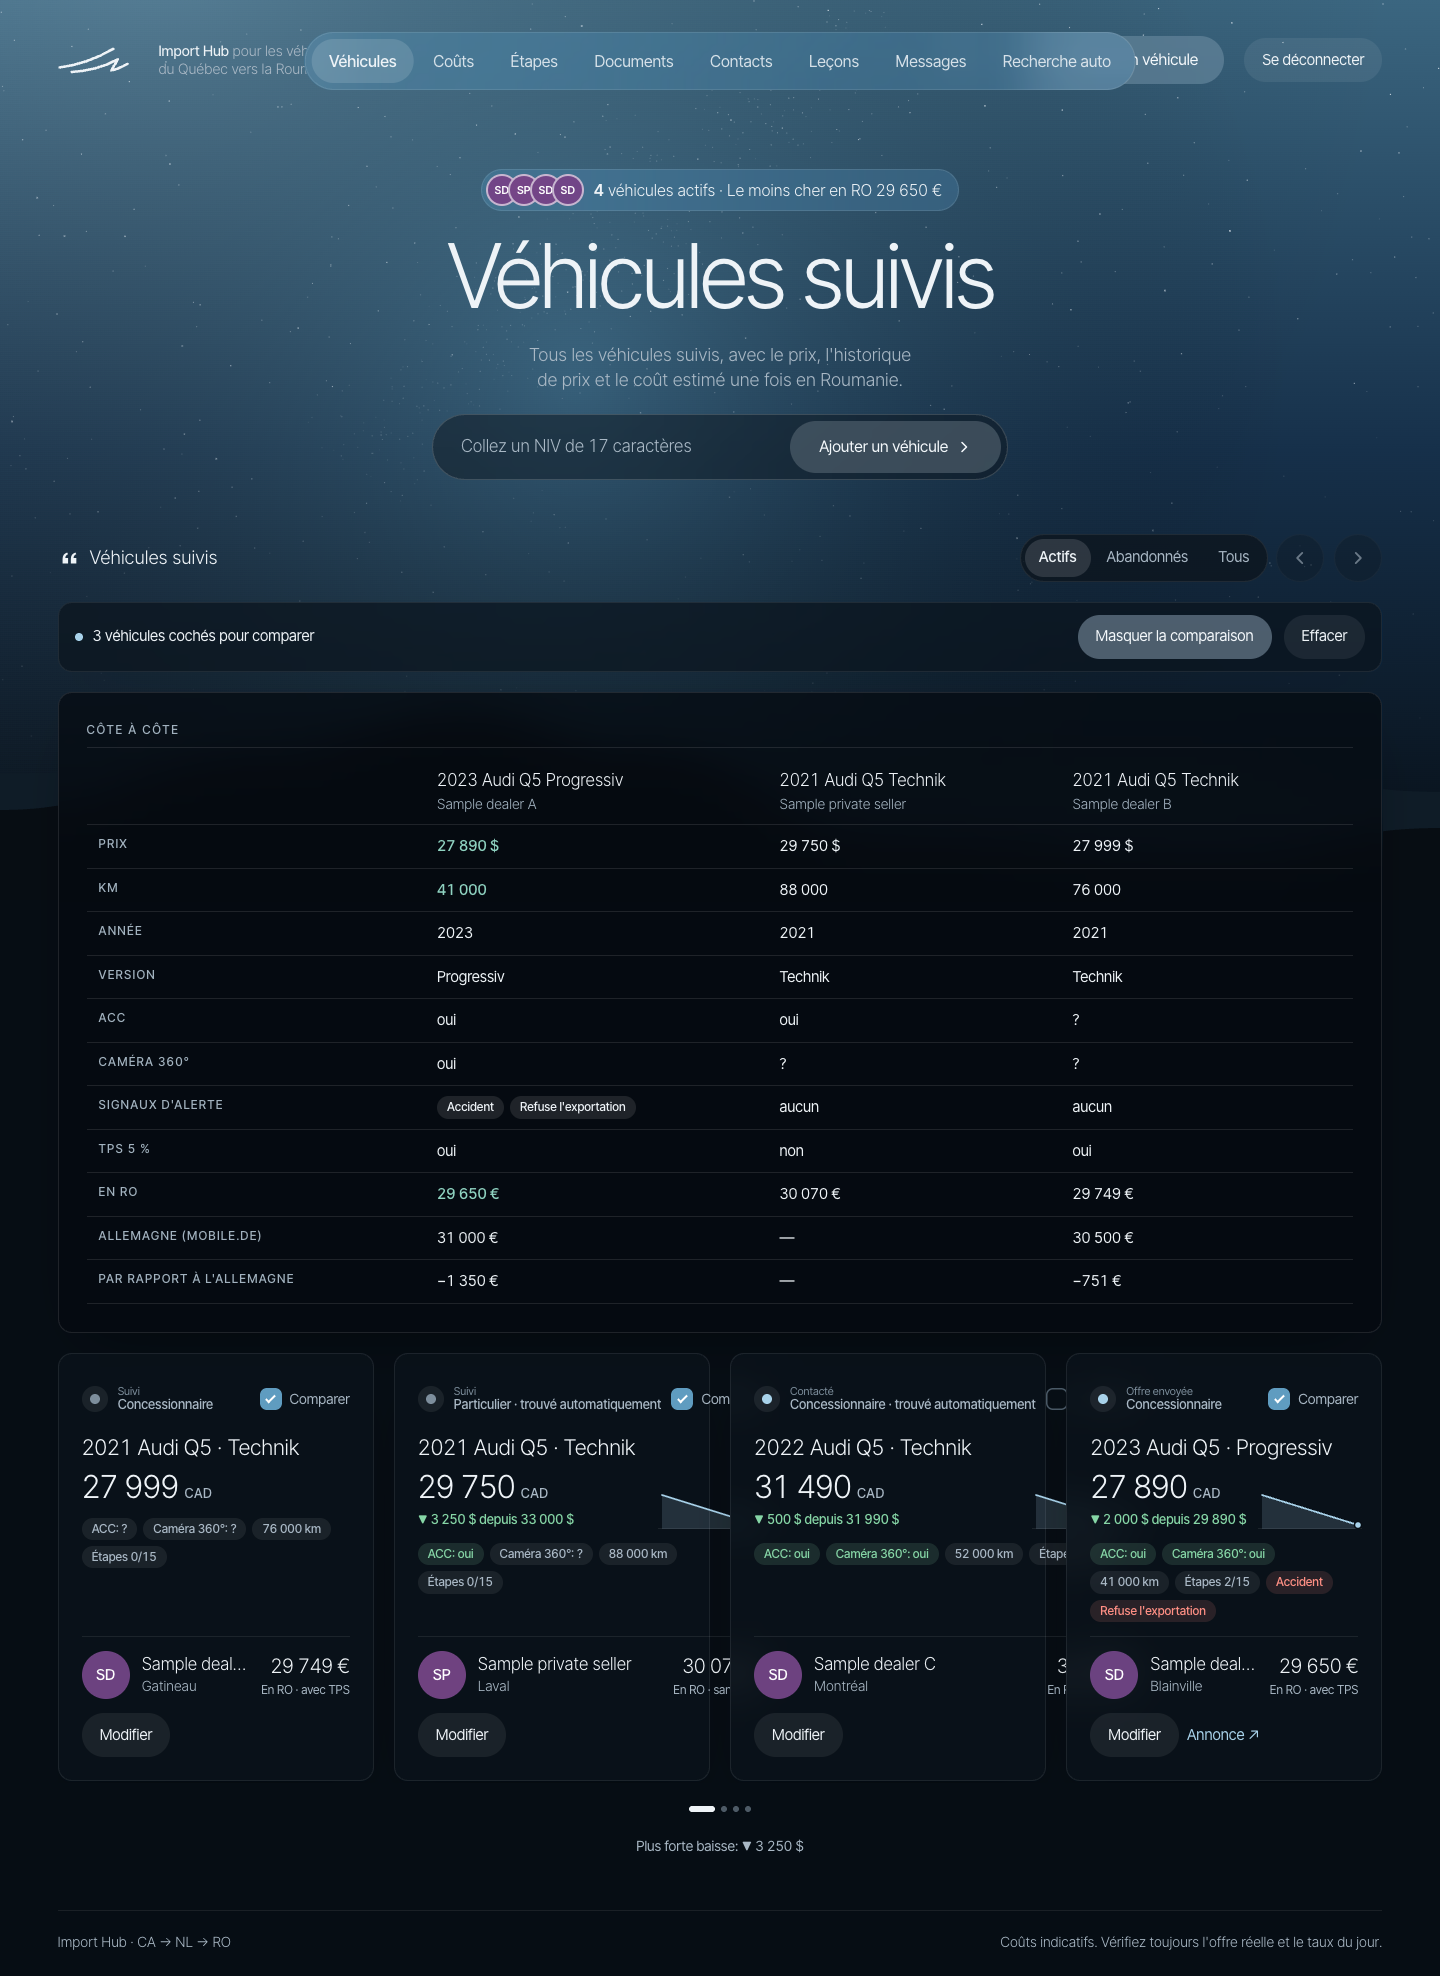 Import Hub pour les véh
du Québec vers la Rour
Véhicules Coûts Étapes Documents Contacts Leçons Messages Recherche auto
véhicule
Se déconnecter
SD SP SD SD 4 véhicules actifs · Le moins cher en RO 29 650 €
Véhicules suivis
Tous les véhicules suivis, avec le prix, l'historique
de prix et le coût estimé une fois en Roumanie.
Collez un NIV de 17 caractères Ajouter un véhicule
Véhicules suivis
Actifs Abandonnés Tous
3 véhicules cochés pour comparer Masquer la comparaison Effacer
CÔTE À CÔTE
2023 Audi Q5 Progressiv 2021 Audi Q5 Technik 2021 Audi Q5 Technik
Sample dealer A Sample private seller Sample dealer B
PRIX 27 890 $ 29 750 $ 27 999 $
KM 41 000 88 000 76 000
ANNÉE 2023 2021 2021
VERSION Progressiv Technik Technik
ACC oui oui ?
CAMÉRA 360° oui ? ?
SIGNAUX D'ALERTE Accident Refuse l'exportation aucun aucun
TPS 5 % oui non oui
EN RO 29 650 € 30 070 € 29 749 €
ALLEMAGNE (MOBILE.DE) 31 000 € — 30 500 €
PAR RAPPORT À L'ALLEMAGNE −1 350 € — −751 €
Suivi
Concessionnaire
Comparer
2021 Audi Q5 · Technik
27 999 CAD
ACC: ? Caméra 360°: ? 76 000 km
Étapes 0/15
SD
Sample deal… 29 749 €
Gatineau En RO · avec TPS
Modifier
Suivi
Particulier · trouvé automatiquement
Com
2021 Audi Q5 · Technik
29 750 CAD
▼ 3 250 $ depuis 33 000 $
ACC: oui Caméra 360°: ? 88 000 km
Étapes 0/15
SP
Sample private seller 30 07
Laval En RO · san
Modifier
Contacté
Concessionnaire · trouvé automatiquement
2022 Audi Q5 · Technik
31 490 CAD
▼ 500 $ depuis 31 990 $
ACC: oui Caméra 360°: oui 52 000 km Étape
SD
Sample dealer C 3
Montréal En F
Modifier
Offre envoyée
Concessionnaire
Comparer
2023 Audi Q5 · Progressiv
27 890 CAD
▼ 2 000 $ depuis 29 890 $
ACC: oui Caméra 360°: oui
41 000 km Étapes 2/15 Accident
Refuse l'exportation
SD
Sample deal… 29 650 €
Blainville En RO · avec TPS
Modifier Annonce ↗
Plus forte baisse: ▼ 3 250 $
Import Hub · CA → NL → RO
Coûts indicatifs. Vérifiez toujours l'offre réelle et le taux du jour.